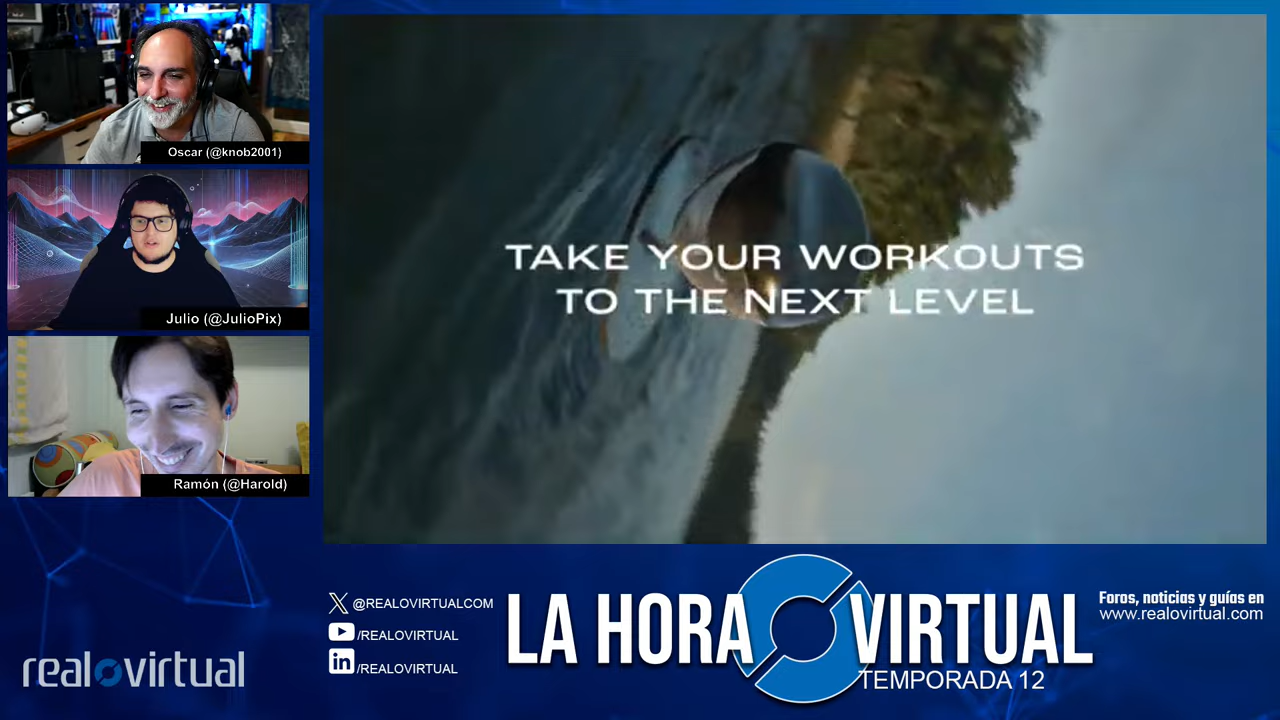 Oscar (@knob2001)
Julio (@JulioPix)
Ramón (@Harold)
TAKE YOUR WORKOUTS
TO THE NEXT LEVEL
@REALOVIRTUALCOM
/REALOVIRTUAL
/REALOVIRTUAL
LA HORA VIRTUAL
TEMPORADA 12
Foros, noticias y guías en
www.realovirtual.com
realovirtual